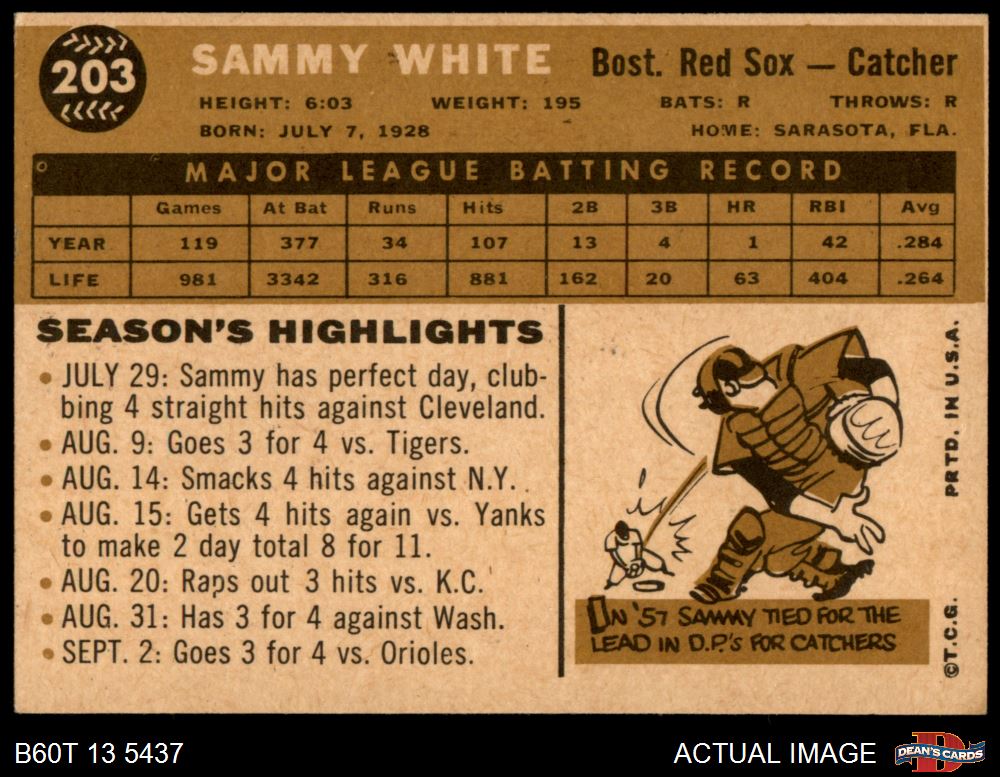 203
SAMMY WHITE Bost. Red Sox — Catcher
HEIGHT: 6:03 WEIGHT: 195 BATS: R THROWS: R
BORN: JULY 7, 1928 HOME: SARASOTA, FLA.
MAJOR LEAGUE BATTING RECORD
Games At Bat Runs Hits 2B 3B HR RBI Avg
YEAR 119 377 34 107 13 4 1 42 .284
LIFE 981 3342 316 881 162 20 63 404 .264
SEASON'S HIGHLIGHTS
• JULY 29: Sammy has perfect day, club-
bing 4 straight hits against Cleveland.
• AUG. 9: Goes 3 for 4 vs. Tigers.
• AUG. 14: Smacks 4 hits against N.Y.
• AUG. 15: Gets 4 hits again vs. Yanks
to make 2 day total 8 for 11.
• AUG. 20: Raps out 3 hits vs. K.C.
• AUG. 31: Has 3 for 4 against Wash.
• SEPT. 2: Goes 3 for 4 vs. Orioles.
IN '57 SAMMY TIED FOR THE
LEAD IN D.P.'s FOR CATCHERS
©T.C.G. PRTD. IN U.S.A.
B60T 13 5437 ACTUAL IMAGE
D
DEAN'S CARDS